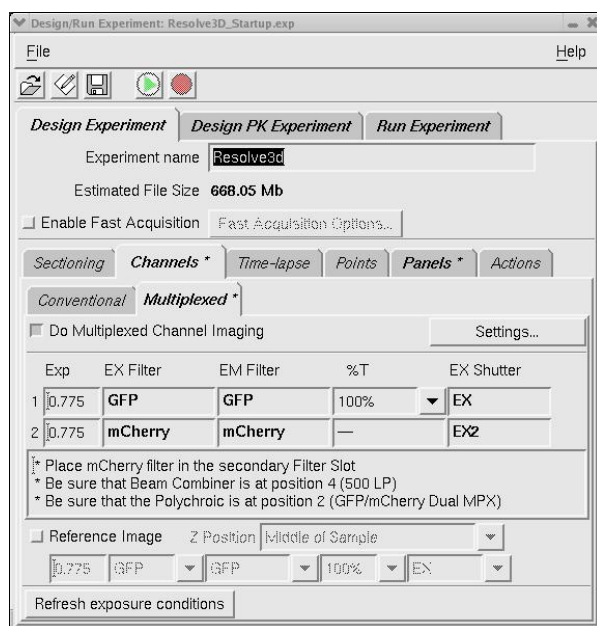 Design/Run Experiment: Resolve3D_Startup.exp
File Help
Design Experiment Design PK Experiment Run Experiment
Experiment name Resolve3d
Estimated File Size 668.05 Mb
Enable Fast Acquisition Fast Acquisition Options...
Sectioning Channels * Time-lapse Points Panels * Actions
Conventional Multiplexed *
Do Multiplexed Channel Imaging Settings...
Exp EX Filter EM Filter %T EX Shutter
1 0.775 GFP GFP 100% EX
2 0.775 mCherry mCherry — EX2
* Place mCherry filter in the secondary Filter Slot
* Be sure that Beam Combiner is at position 4 (500 LP)
* Be sure that the Polychroic is at position 2 (GFP/mCherry Dual MPX)
Reference Image Z Position Middle of Sample
0.775 GFP GFP 100% EX
Refresh exposure conditions